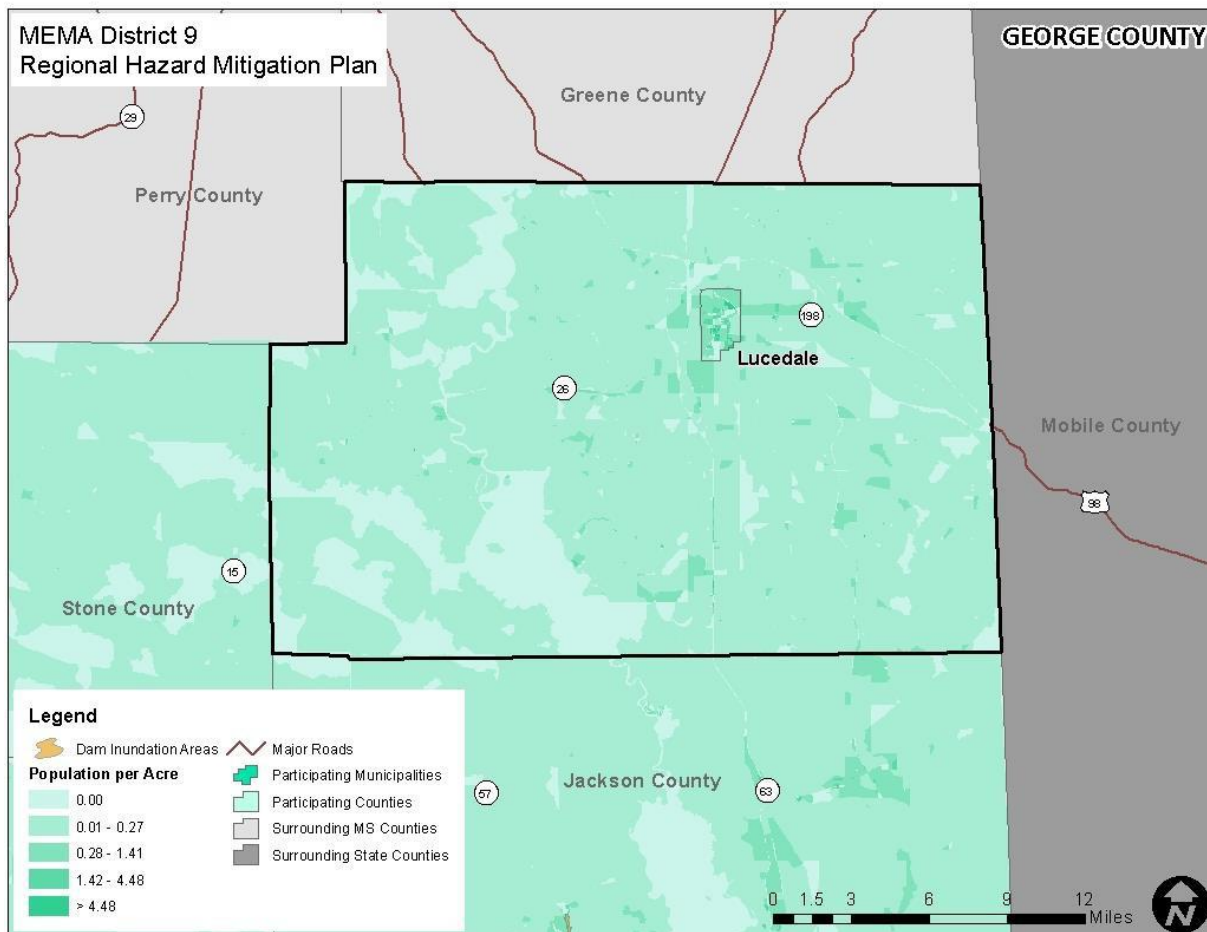 MEMA District 9
Regional Hazard Mitigation Plan
GEORGE COUNTY
Greene County
29
Perry County
198
Lucedale
26
Mobile County
98
15
Stone County
Jackson County
57
63
Legend
Dam Inundation Areas
Population per Acre
0.00
0.01 - 0.27
0.28 - 1.41
1.42 - 4.48
> 4.48
Major Roads
Participating Municipalities
Participating Counties
Surrounding MS Counties
Surrounding State Counties
0 1.5 3 6 9 12
Miles
N